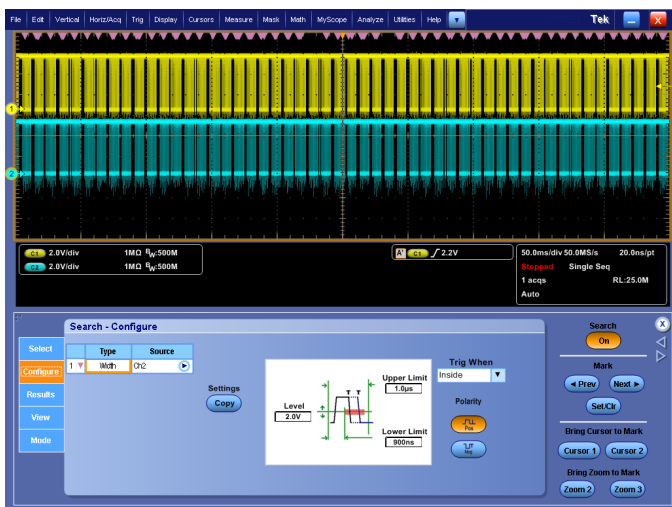 File Edit Vertical Horiz/Acq Trig Display Cursors Measure Mask Math MyScope Analyze Utilities Help Tek X
1
2
C1 2.0V/div 1MΩ BW:500M
C2 2.0V/div 1MΩ BW:500M
A' C1 2.2V
50.0ms/div 50.0MS/s 20.0ns/pt
Stopped Single Seq
1 acqs RL:25.0M
Auto
Search - Configure
Select
Configure
Results
View
Mode
Type Source
1 Width Ch2
Settings
Copy
Level
2.0V
T T
Upper Limit
1.0µs
Lower Limit
900ns
Trig When
Inside
Polarity
Pos
Neg
Search X
On
Mark
Prev Next
Set/Clr
Bring Cursor to Mark
Cursor 1 Cursor 2
Bring Zoom to Mark
Zoom 2 Zoom 3